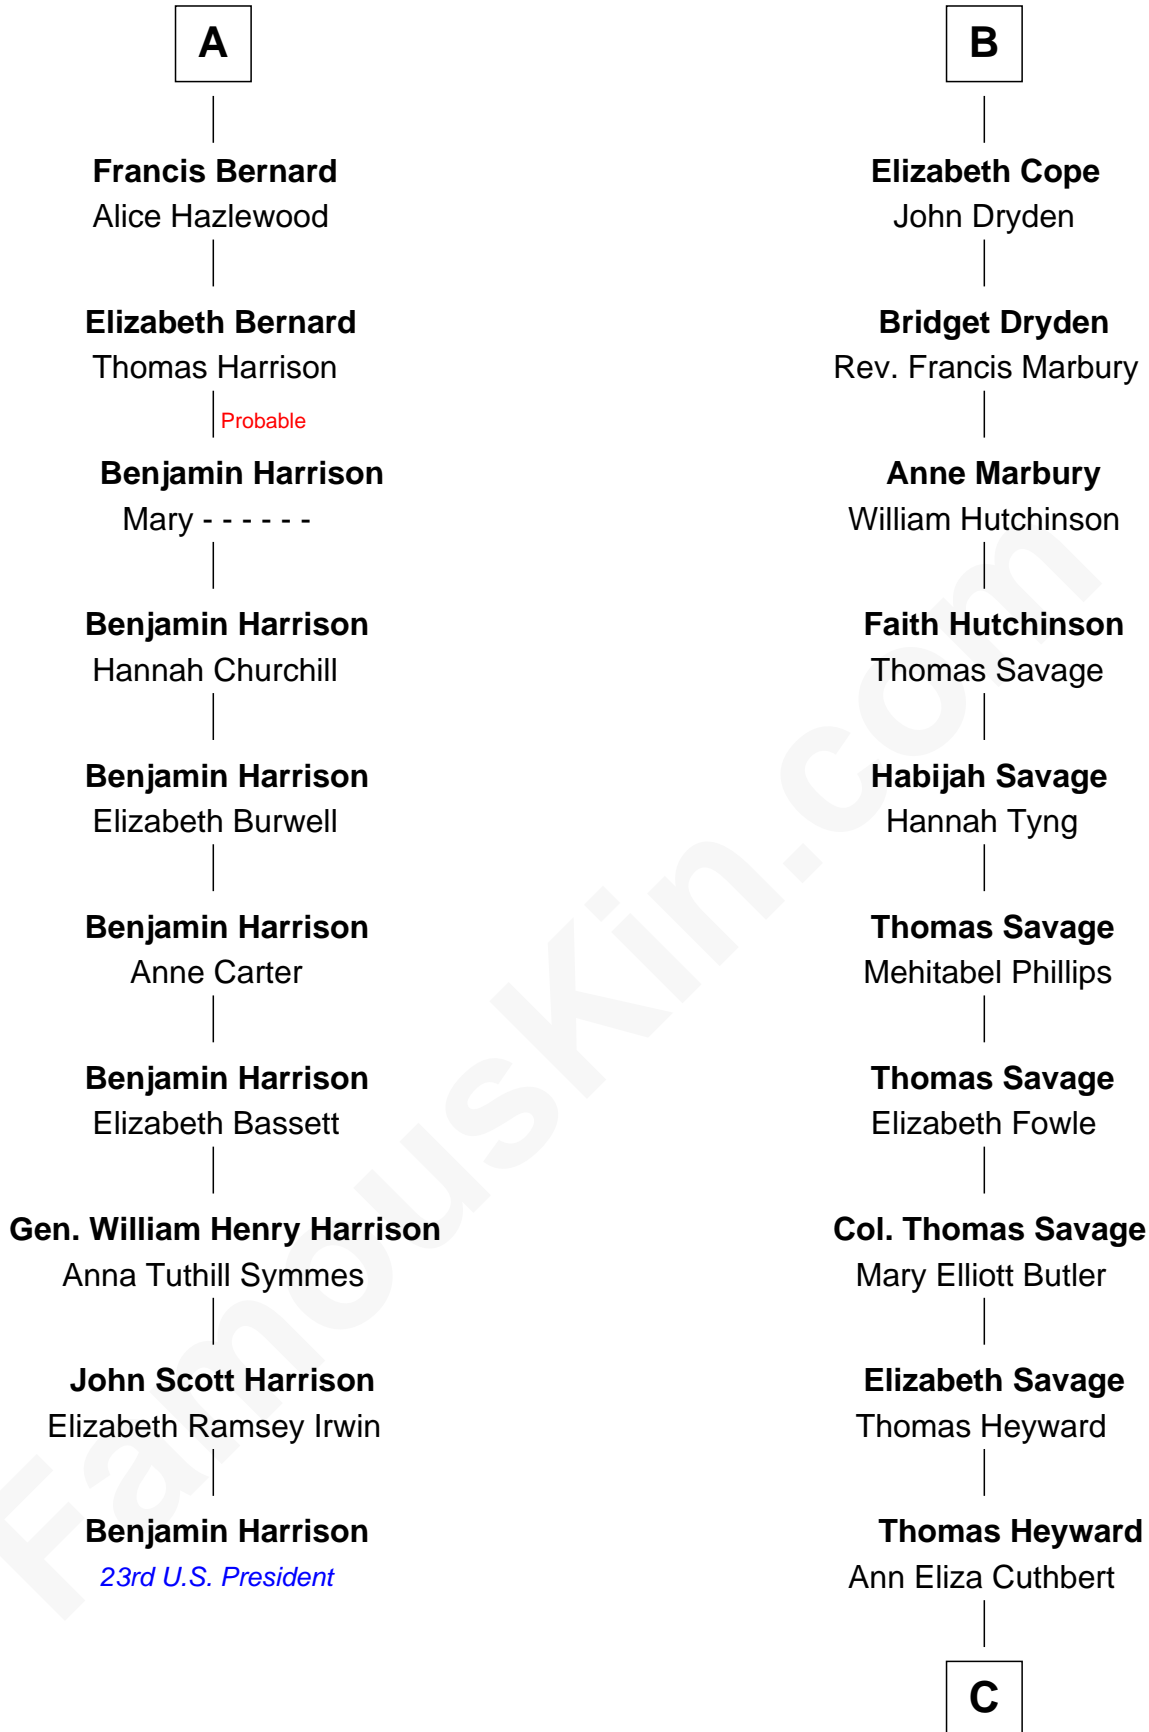 A
Francis Bernard
Alice Hazlewood
Elizabeth Bernard
Thomas Harrison
Probable
Benjamin Harrison
Mary - - - - - -
Benjamin Harrison
Hannah Churchill
Benjamin Harrison
Elizabeth Burwell
Benjamin Harrison
Anne Carter
Benjamin Harrison
Elizabeth Bassett
Gen. William Henry Harrison
Anna Tuthill Symmes
John Scott Harrison
Elizabeth Ramsey Irwin
Benjamin Harrison
23rd U.S. President
B
Elizabeth Cope
John Dryden
Bridget Dryden
Rev. Francis Marbury
Anne Marbury
William Hutchinson
Faith Hutchinson
Thomas Savage
Habijah Savage
Hannah Tyng
Thomas Savage
Mehitabel Phillips
Thomas Savage
Elizabeth Fowle
Col. Thomas Savage
Mary Elliott Butler
Elizabeth Savage
Thomas Heyward
Thomas Heyward
Ann Eliza Cuthbert
C
FamousKin.com